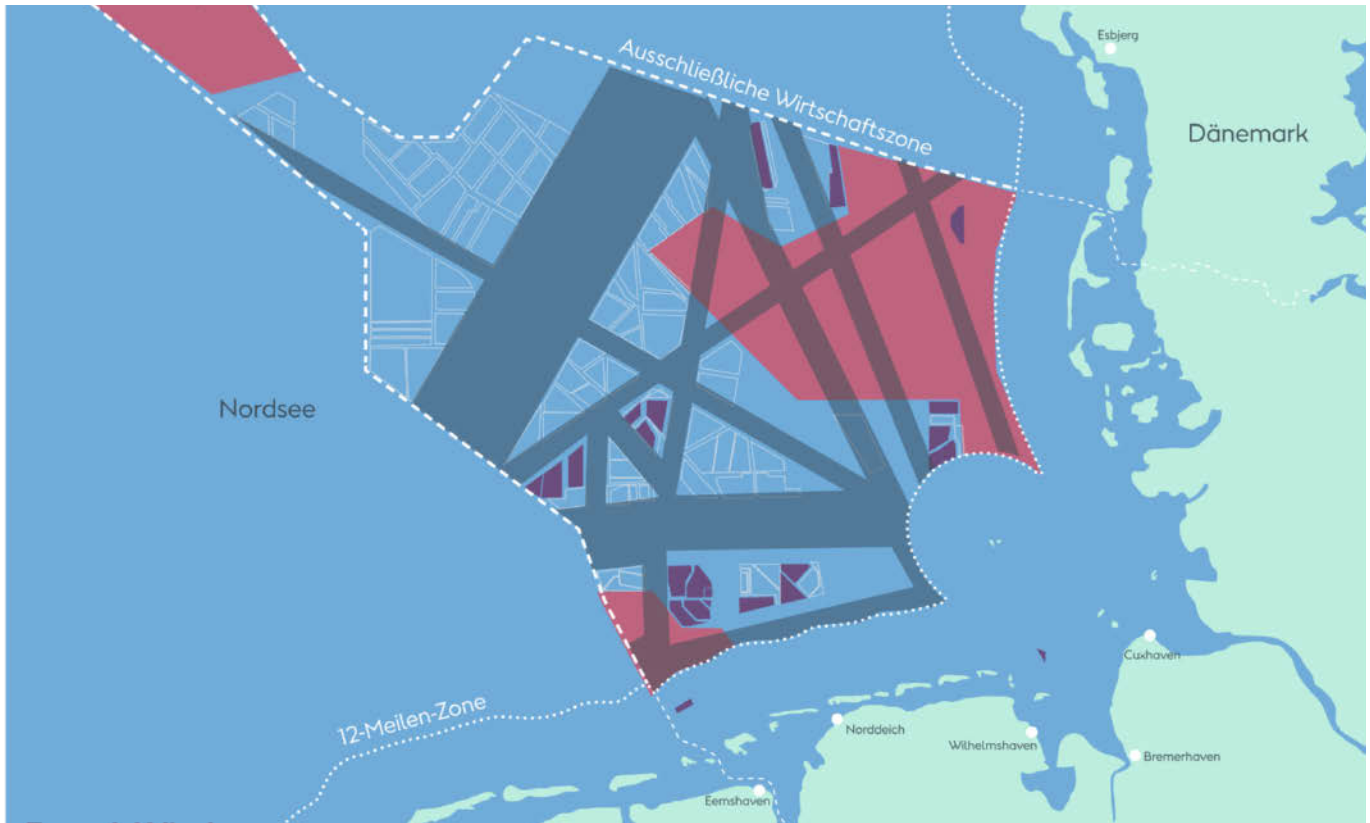 Esbjerg
Ausschließliche Wirtschaftszone
Dänemark
Nordsee
Cuxhaven
12-Meilen-Zone
Norddeich
Wilhelmshaven
Bremerhaven
Eemshaven